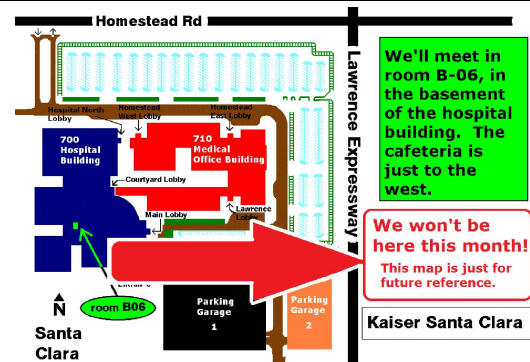 Homestead Rd
Hospital North
Lobby
Homestead
West Lobby
Homestead
East Lobby
700
Hospital
Building
710
Medical
Office Building
Courtyard Lobby
Main Lobby
Lawrence
Lobby
Lawrence Expressway
We'll meet in
room B-06, in
the basement
of the hospital
building. The
cafeteria is
just to the
west.
We won't be
here this month!
This map is just for
future reference.
Kaiser Santa Clara
room B06
N
Santa
Clara
Parking
Garage
1
Parking
Garage
2